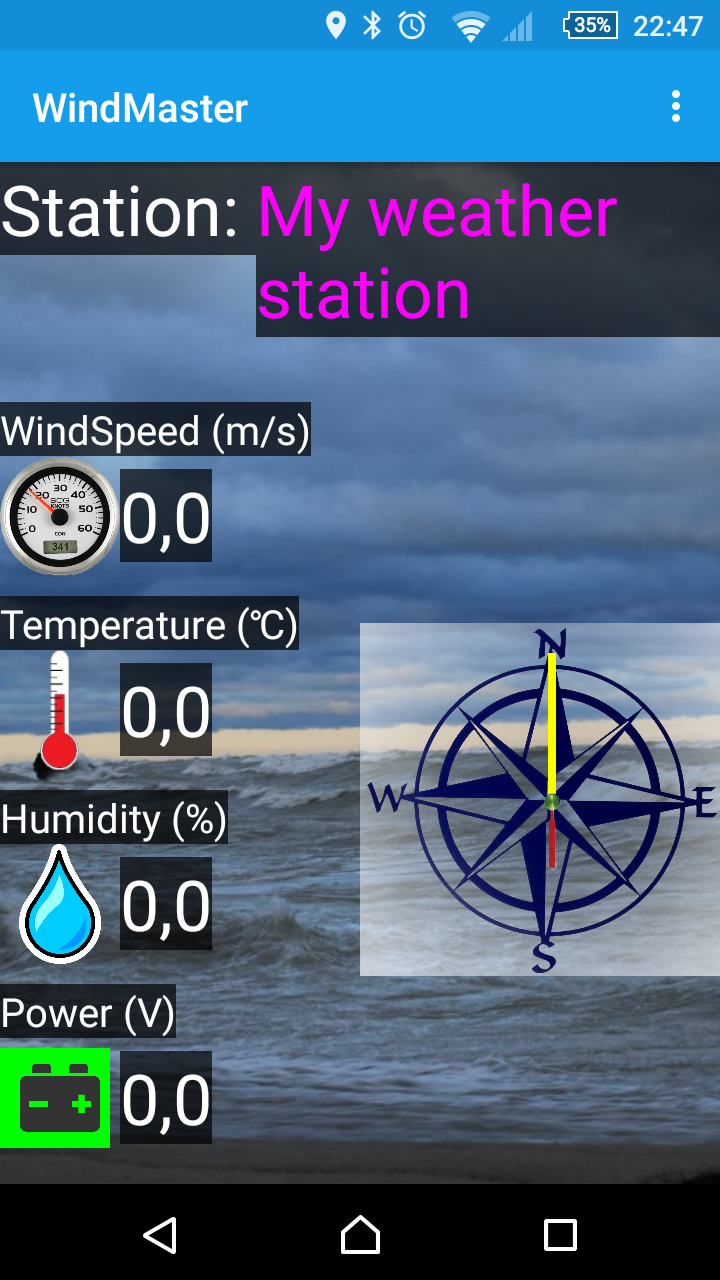 35% 22:47
WindMaster
Station: My weather
station
WindSpeed (m/s)
0 10 20 30 40 50 60
KNOTS
COG
341
0,0
Temperature (℃)
0,0
N
W E
S
Humidity (%)
0,0
Power (V)
0,0